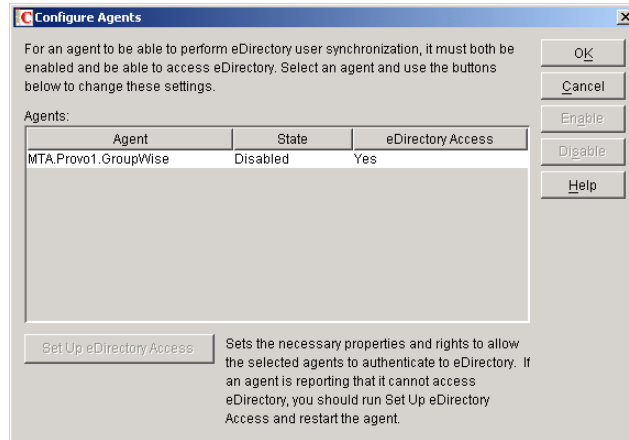 Configure Agents
For an agent to be able to perform eDirectory user synchronization, it must both be
enabled and be able to access eDirectory. Select an agent and use the buttons
below to change these settings.
OK
Cancel
Enable
Disable
Help
Agents:
Agent State eDirectory Access
MTA.Provo1.GroupWise Disabled Yes
Set Up eDirectory Access
Sets the necessary properties and rights to allow
the selected agents to authenticate to eDirectory. If
an agent is reporting that it cannot access
eDirectory, you should run Set Up eDirectory
Access and restart the agent.